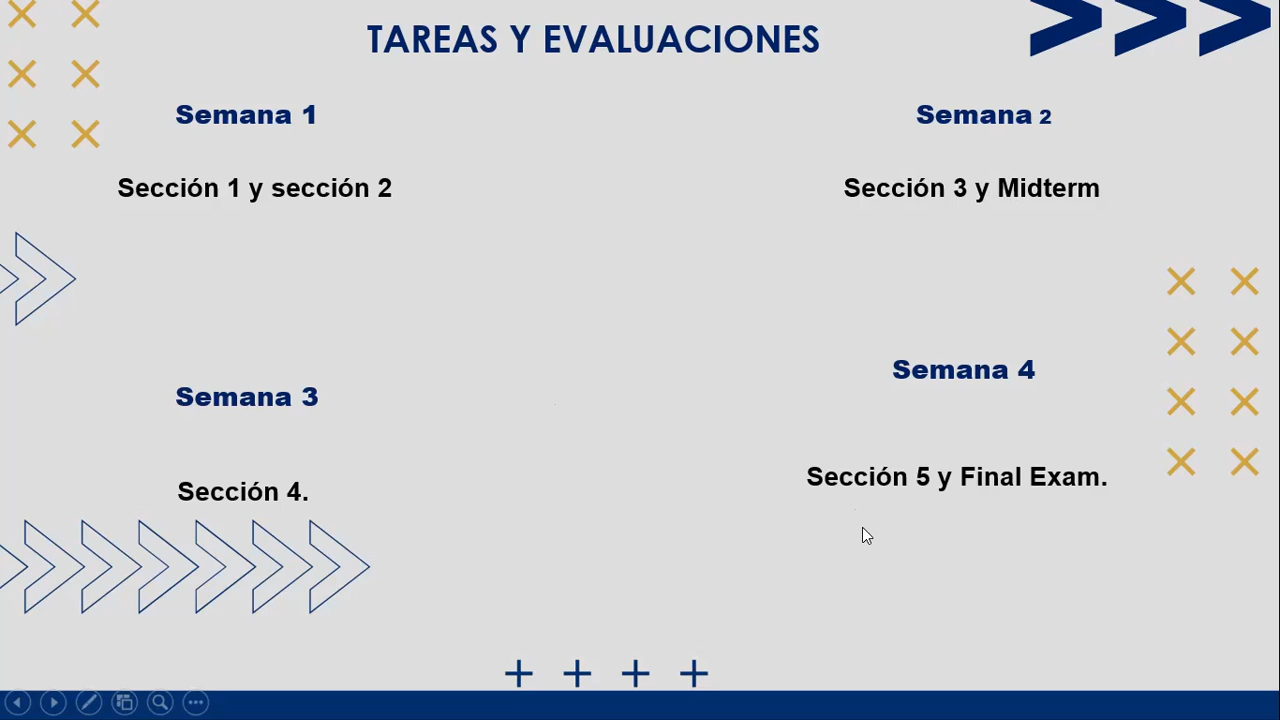 TAREAS Y EVALUACIONES
Semana 1
Sección 1 y sección 2
Semana 2
Sección 3 y Midterm
Semana 3
Sección 4.
Semana 4
Sección 5 y Final Exam.